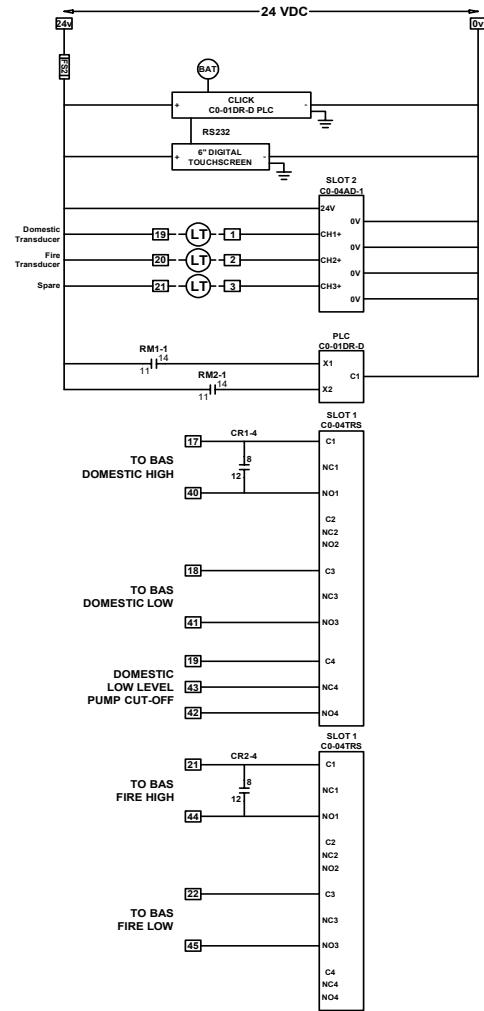 24 VDC
24v
0v
FS2
BAT
CLICK
C0-01DR-D PLC
+
-
RS232
6" DIGITAL
TOUCHSCREEN
+
-
SLOT 2
C0-04AD-1
24V
0V
Domestic
Transducer
19
LT
1
CH1+
0V
Fire
Transducer
20
LT
2
CH2+
0V
Spare
21
LT
3
CH3+
0V
PLC
C0-01DR-D
RM1-1
14
11
X1
C1
RM2-1
14
11
X2
SLOT 1
C0-04TRS
17
CR1-4
C1
TO BAS
DOMESTIC HIGH
8
12
NC1
40
NO1
C2
NC2
NO2
18
C3
TO BAS
DOMESTIC LOW
NC3
41
NO3
19
C4
DOMESTIC
LOW LEVEL
PUMP CUT-OFF
43
NC4
42
NO4
SLOT 1
C0-04TRS
21
CR2-4
C1
TO BAS
FIRE HIGH
8
12
NC1
44
NO1
C2
NC2
NO2
22
C3
TO BAS
FIRE LOW
NC3
45
NO3
C4
NC4
NO4